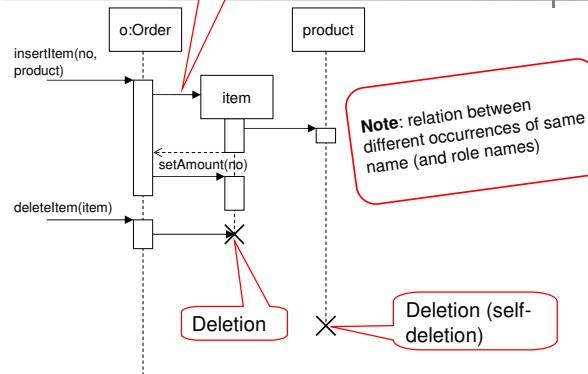 o:Order
product
insertItem(no,
product)
item
Note: relation between
different occurrences of same
name (and role names)
setAmount(no)
deleteItem(item)
Deletion
Deletion (self-
deletion)